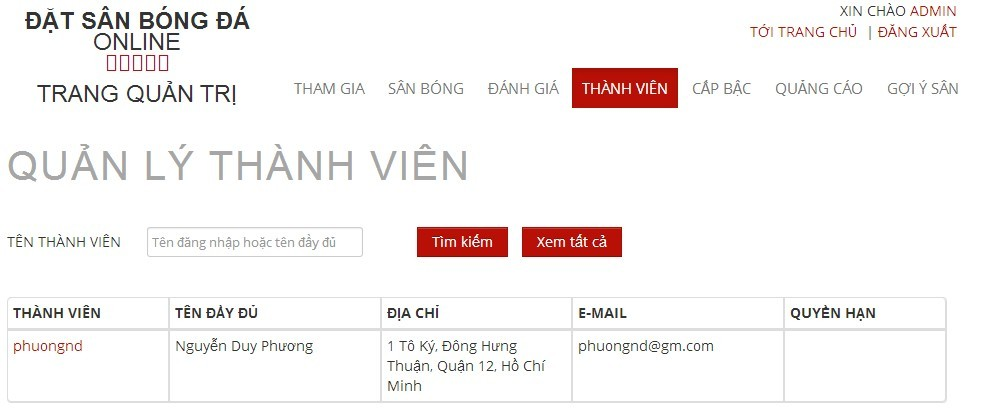 ĐẶT SÂN BÓNG ĐÁ
ONLINE
TRANG QUẢN TRỊ
XIN CHÀO ADMIN
TỚI TRANG CHỦ | ĐĂNG XUẤT
THAM GIA SÂN BÓNG ĐÁNH GIÁ THÀNH VIÊN CẤP BẬC QUẢNG CÁO GỢI Ý SÂN
QUẢN LÝ THÀNH VIÊN
TÊN THÀNH VIÊN Tên đăng nhập hoặc tên đầy đủ Tìm kiếm Xem tất cả
THÀNH VIÊN TÊN ĐẦY ĐỦ ĐỊA CHỈ E-MAIL QUYỀN HẠN
phuongnd Nguyễn Duy Phương 1 Tô Ký, Đông Hưng phuongnd@gm.com
Thuận, Quận 12, Hồ Chí
Minh